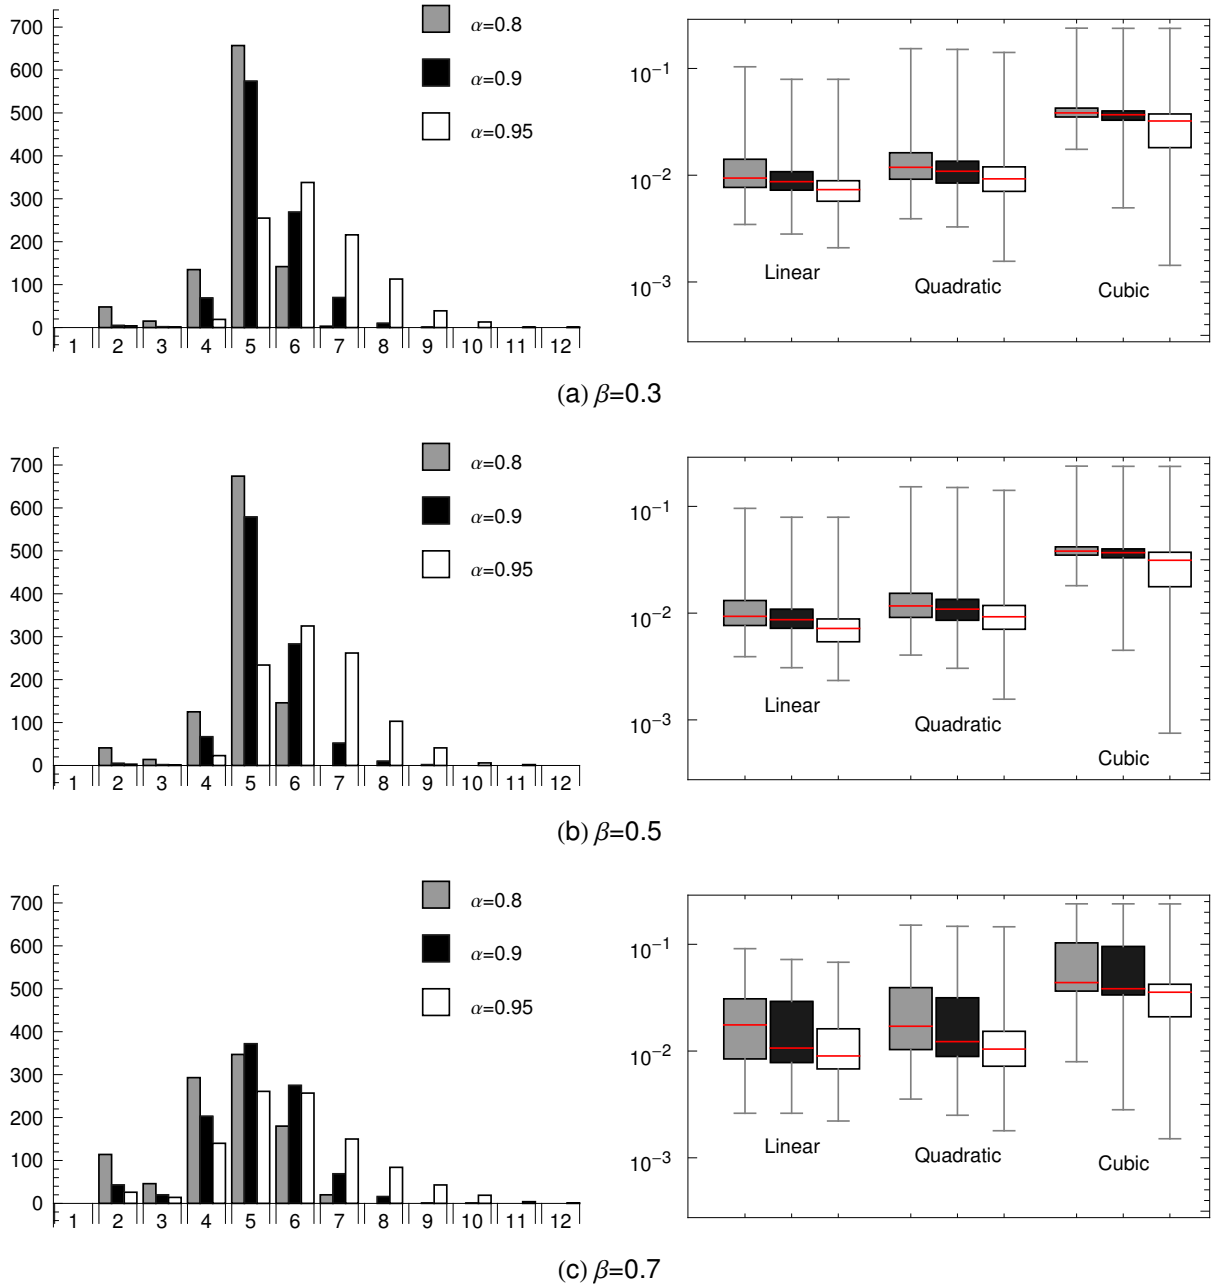 700
600
500
400
300
200
100
0
1 2 3 4 5 6 7 8 9 10 11 12
α=0.8
α=0.9
α=0.95
10⁻¹
10⁻²
10⁻³
Linear
Quadratic
Cubic
(a) β=0.3
700
600
500
400
300
200
100
0
1 2 3 4 5 6 7 8 9 10 11 12
α=0.8
α=0.9
α=0.95
10⁻¹
10⁻²
10⁻³
Linear
Quadratic
Cubic
(b) β=0.5
700
600
500
400
300
200
100
0
1 2 3 4 5 6 7 8 9 10 11 12
α=0.8
α=0.9
α=0.95
10⁻¹
10⁻²
10⁻³
Linear
Quadratic
Cubic
(c) β=0.7